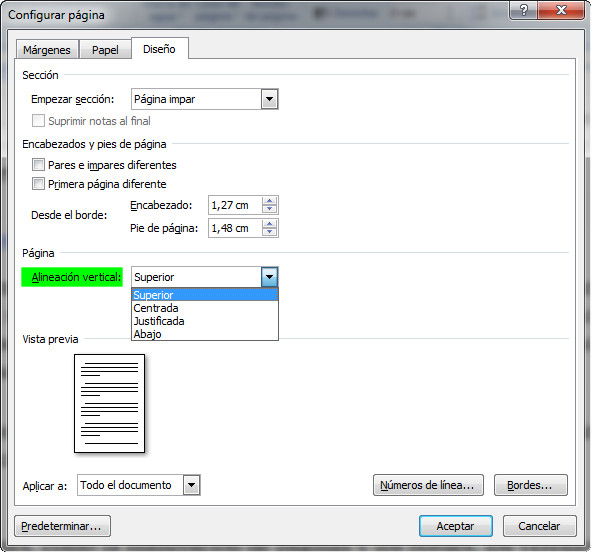 Configurar página
Márgenes Papel Diseño
Sección
Empezar sección: Página impar
Suprimir notas al final
Encabezados y pies de página
Pares e impares diferentes
Primera página diferente
Desde el borde:
Encabezado: 1,27 cm
Pie de página: 1,48 cm
Página
Alineación vertical: Superior
Superior
Centrada
Justificada
Abajo
Vista previa
Aplicar a: Todo el documento Números de línea... Bordes...
Predeterminar... Aceptar Cancelar